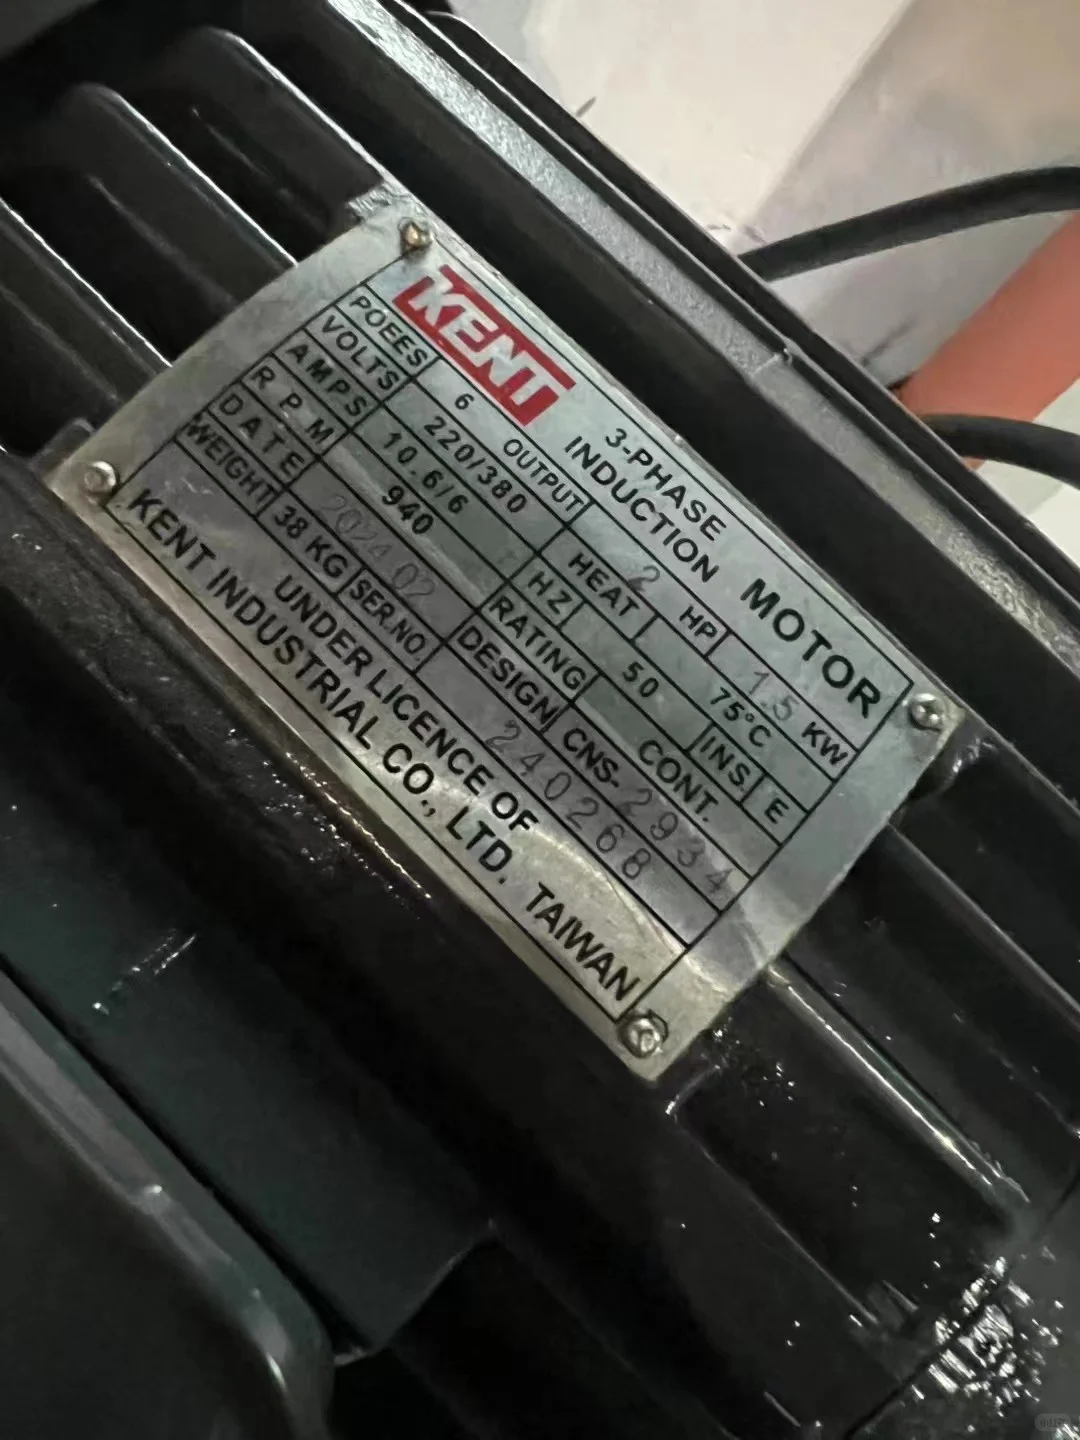 KENT 3-PHASE INDUCTION MOTOR
POEES 6 OUTPUT 2 HP 1.5 KW
VOLTS 220/380 HEAT 75°C INS E
AMPS 10.6/6 HZ 50
RPM 940 RATING CONT.
DATE 2024 02 DESIGN CNS-2934
WEIGHT 38 KG SER.NO. 240268
UNDER LICENCE OF
KENT INDUSTRIAL CO., LTD. TAIWAN